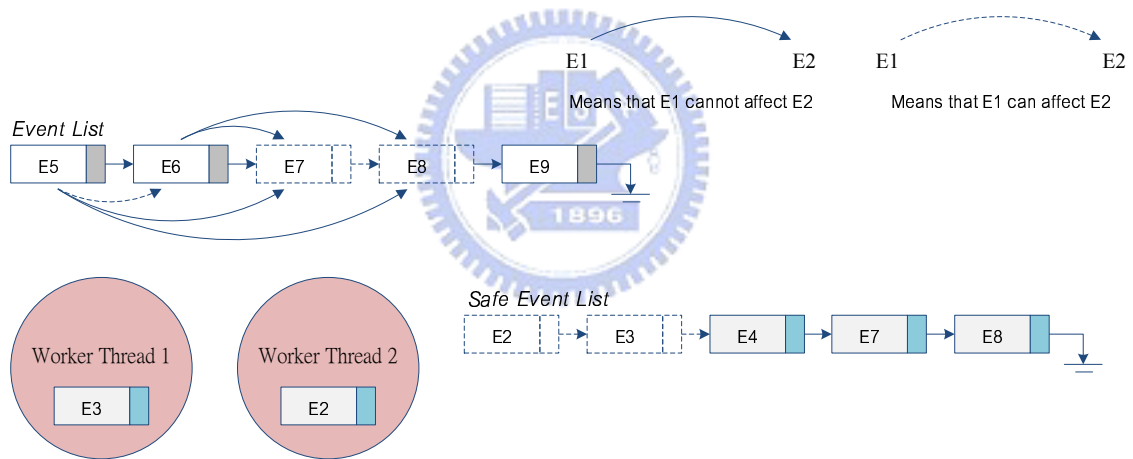 E1
E2
E1
E2
Means that E1 cannot affect E2
Means that E1 can affect E2
Event List
E5
E6
E7
E8
E9
1896
Safe Event List
E2
E3
E4
E7
E8
Worker Thread 1
Worker Thread 2
E3
E2